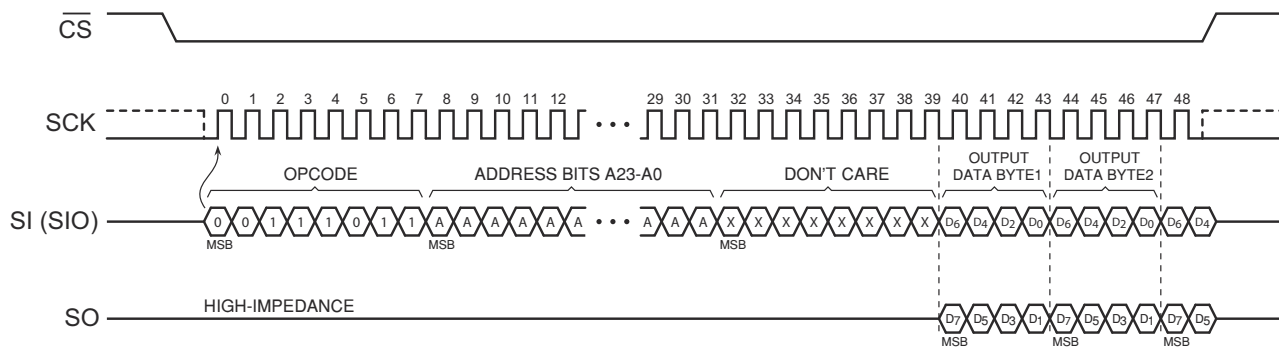 CS
SCK
0 1 2 3 4 5 6 7 8 9 10 11 12 29 30 31 32 33 34 35 36 37 38 39 40 41 42 43 44 45 46 47 48
OPCODE ADDRESS BITS A23-A0 DON'T CARE OUTPUT DATA BYTE1 OUTPUT DATA BYTE2
SI (SIO) 0 0 1 1 1 0 1 1 A A A A A A A A A X X X X X X X X D6 D4 D2 D0 D6 D4 D2 D0 D6 D4
MSB MSB MSB
HIGH-IMPEDANCE
SO D7 D5 D3 D1 D7 D5 D3 D1 D7 D5
MSB MSB MSB